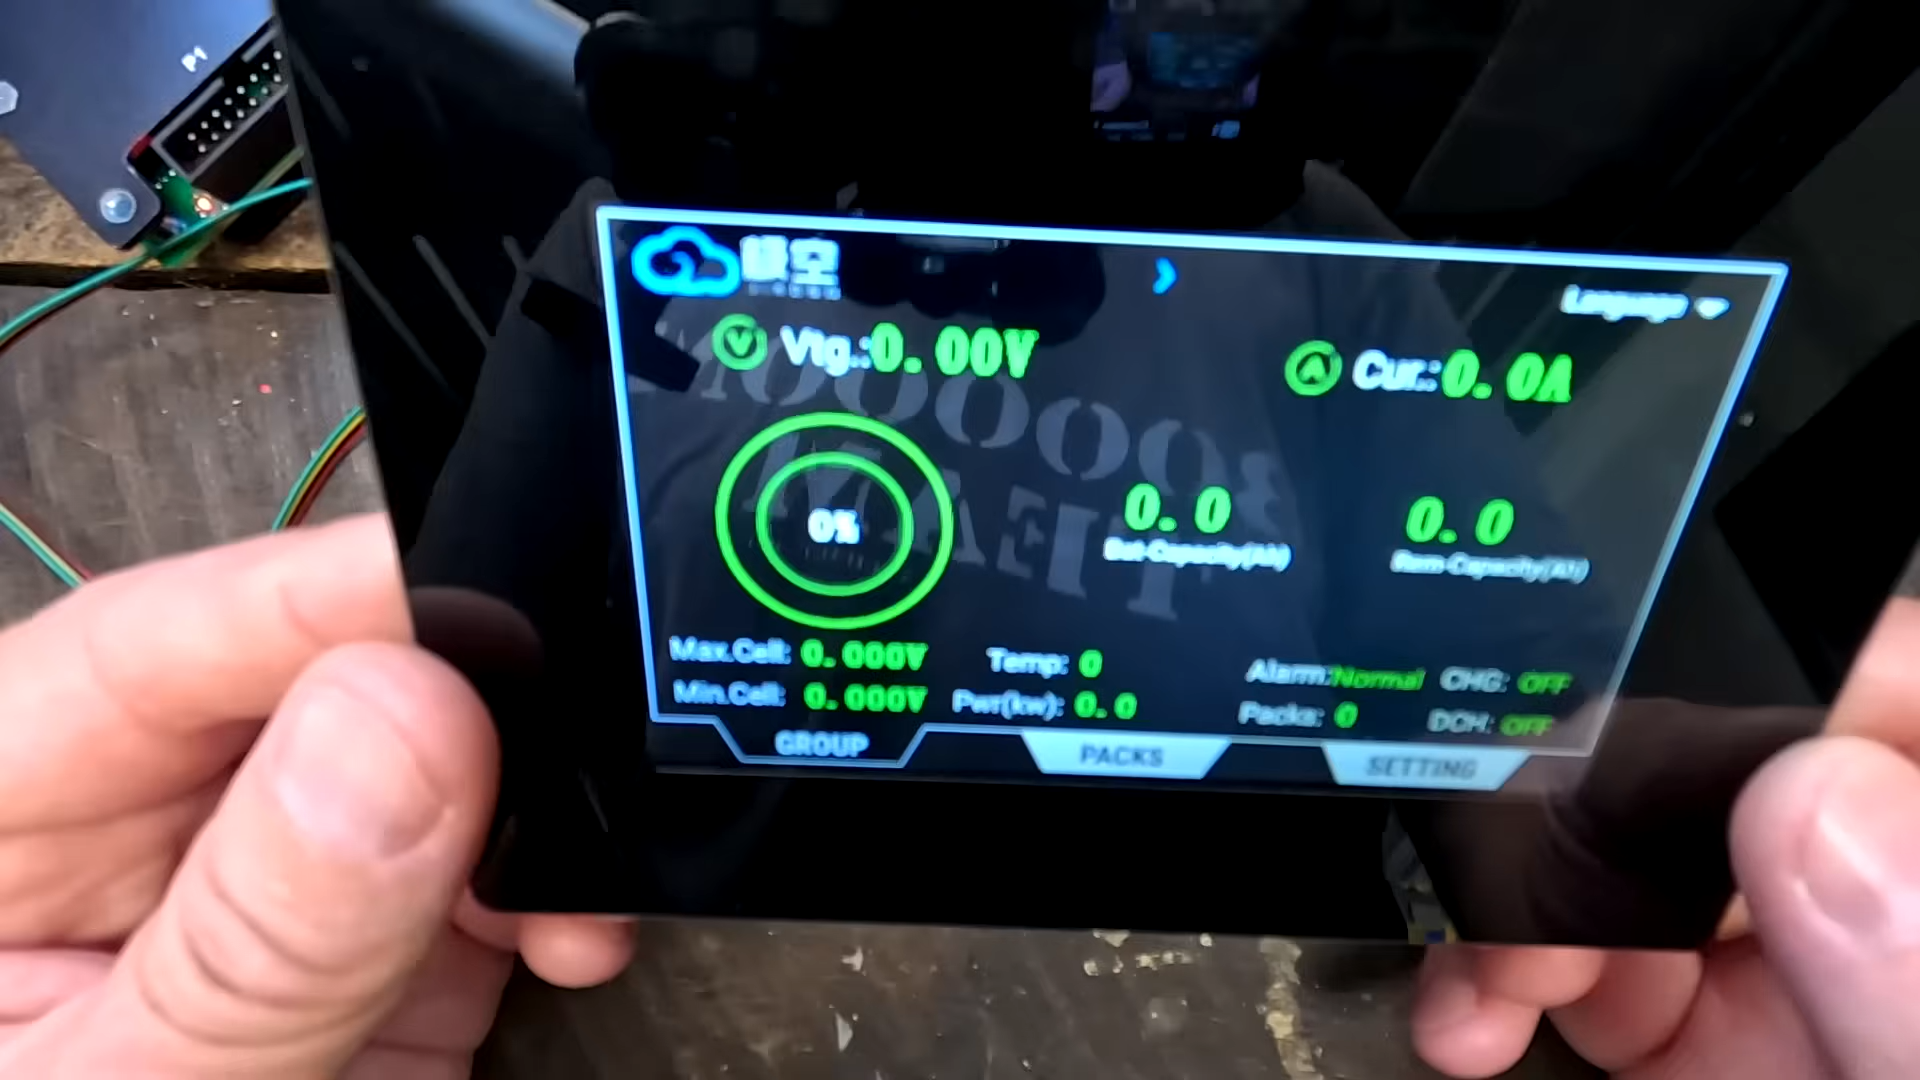 P1
Language
Vtg.:0.00V
Cur.:0.0A
0%
0.0
Bat-Capacity(Ah)
0.0
Rem-Capacity(Ah)
Max.Cell: 0.000V
Temp: 0
Alarm:Normal
CHG: OFF
Min.Cell: 0.000V
Pwr(kw): 0.0
Packs: 0
DCH: OFF
GROUP
PACKS
SETTING